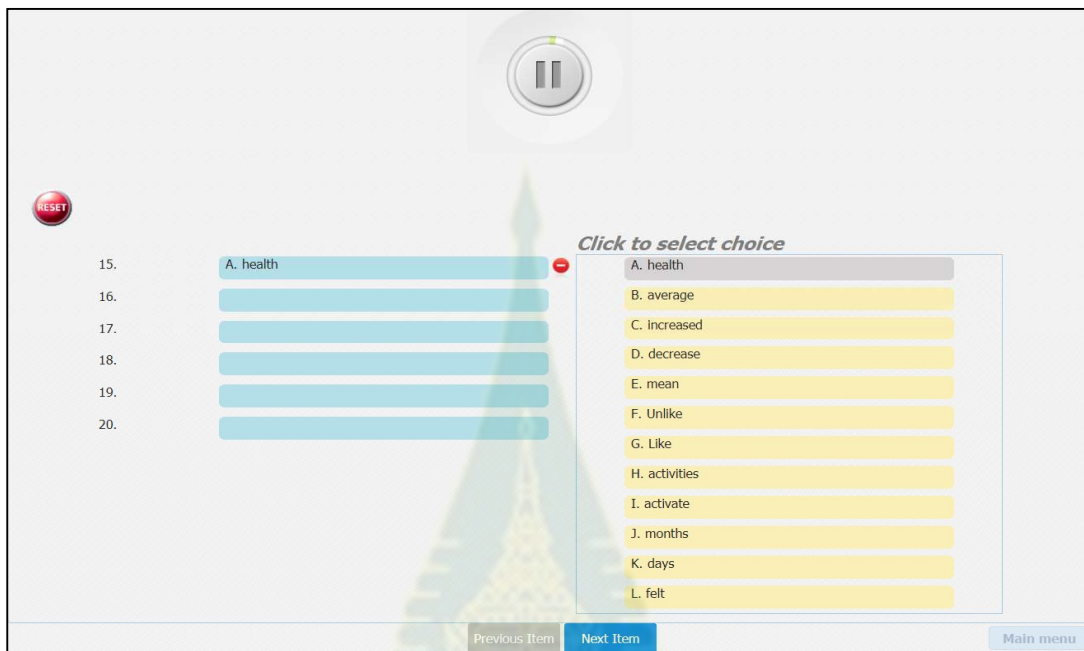 RESET
Click to select choice
15. A. health
16.
17.
18.
19.
20.
A. health
B. average
C. increased
D. decrease
E. mean
F. Unlike
G. Like
H. activities
I. activate
J. months
K. days
L. felt
Previous Item Next Item Main menu